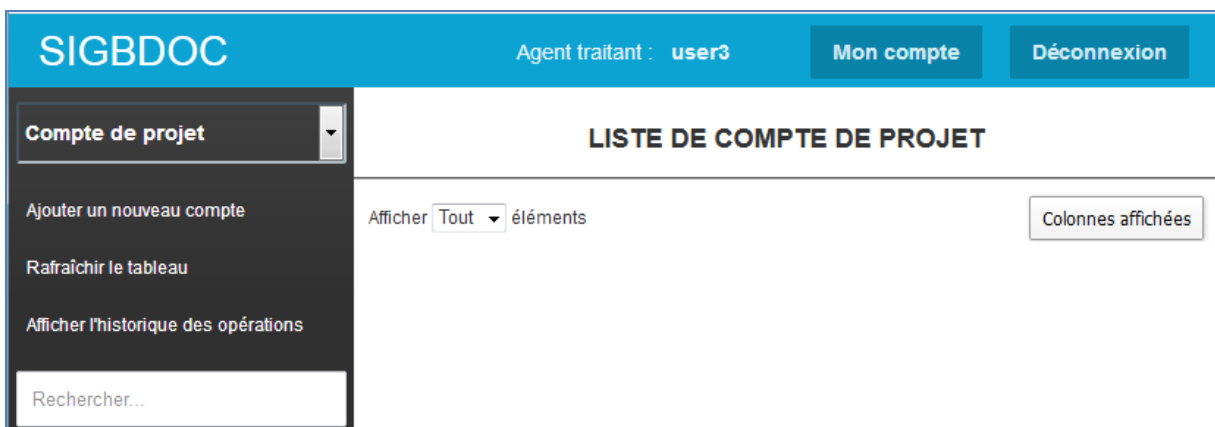 SIGBDOC
Agent traitant : user3
Mon compte
Déconnexion
Compte de projet
LISTE DE COMPTE DE PROJET
Ajouter un nouveau compte
Afficher Tout éléments
Colonnes affichées
Rafraîchir le tableau
Afficher l'historique des opérations
Rechercher...